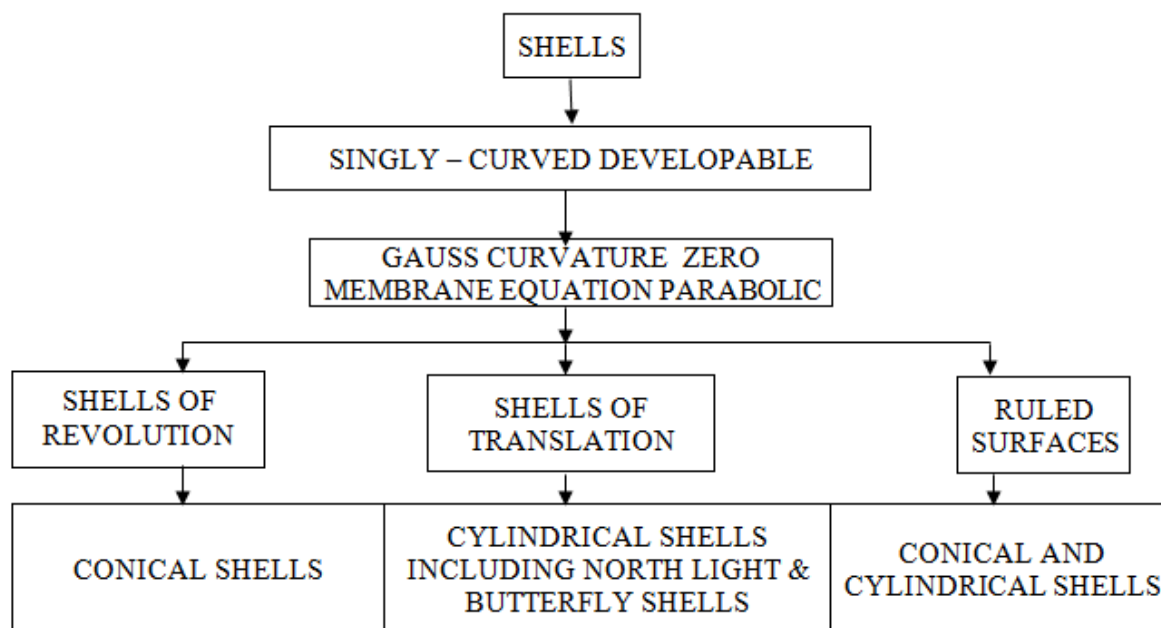 SHELLS
SINGLY – CURVED DEVELOPABLE
GAUSS CURVATURE ZERO
MEMBRANE EQUATION PARABOLIC
SHELLS OF
REVOLUTION
SHELLS OF
TRANSLATION
RULED
SURFACES
CONICAL SHELLS
CYLINDRICAL SHELLS
INCLUDING NORTH LIGHT &
BUTTERFLY SHELLS
CONICAL AND
CYLINDRICAL SHELLS